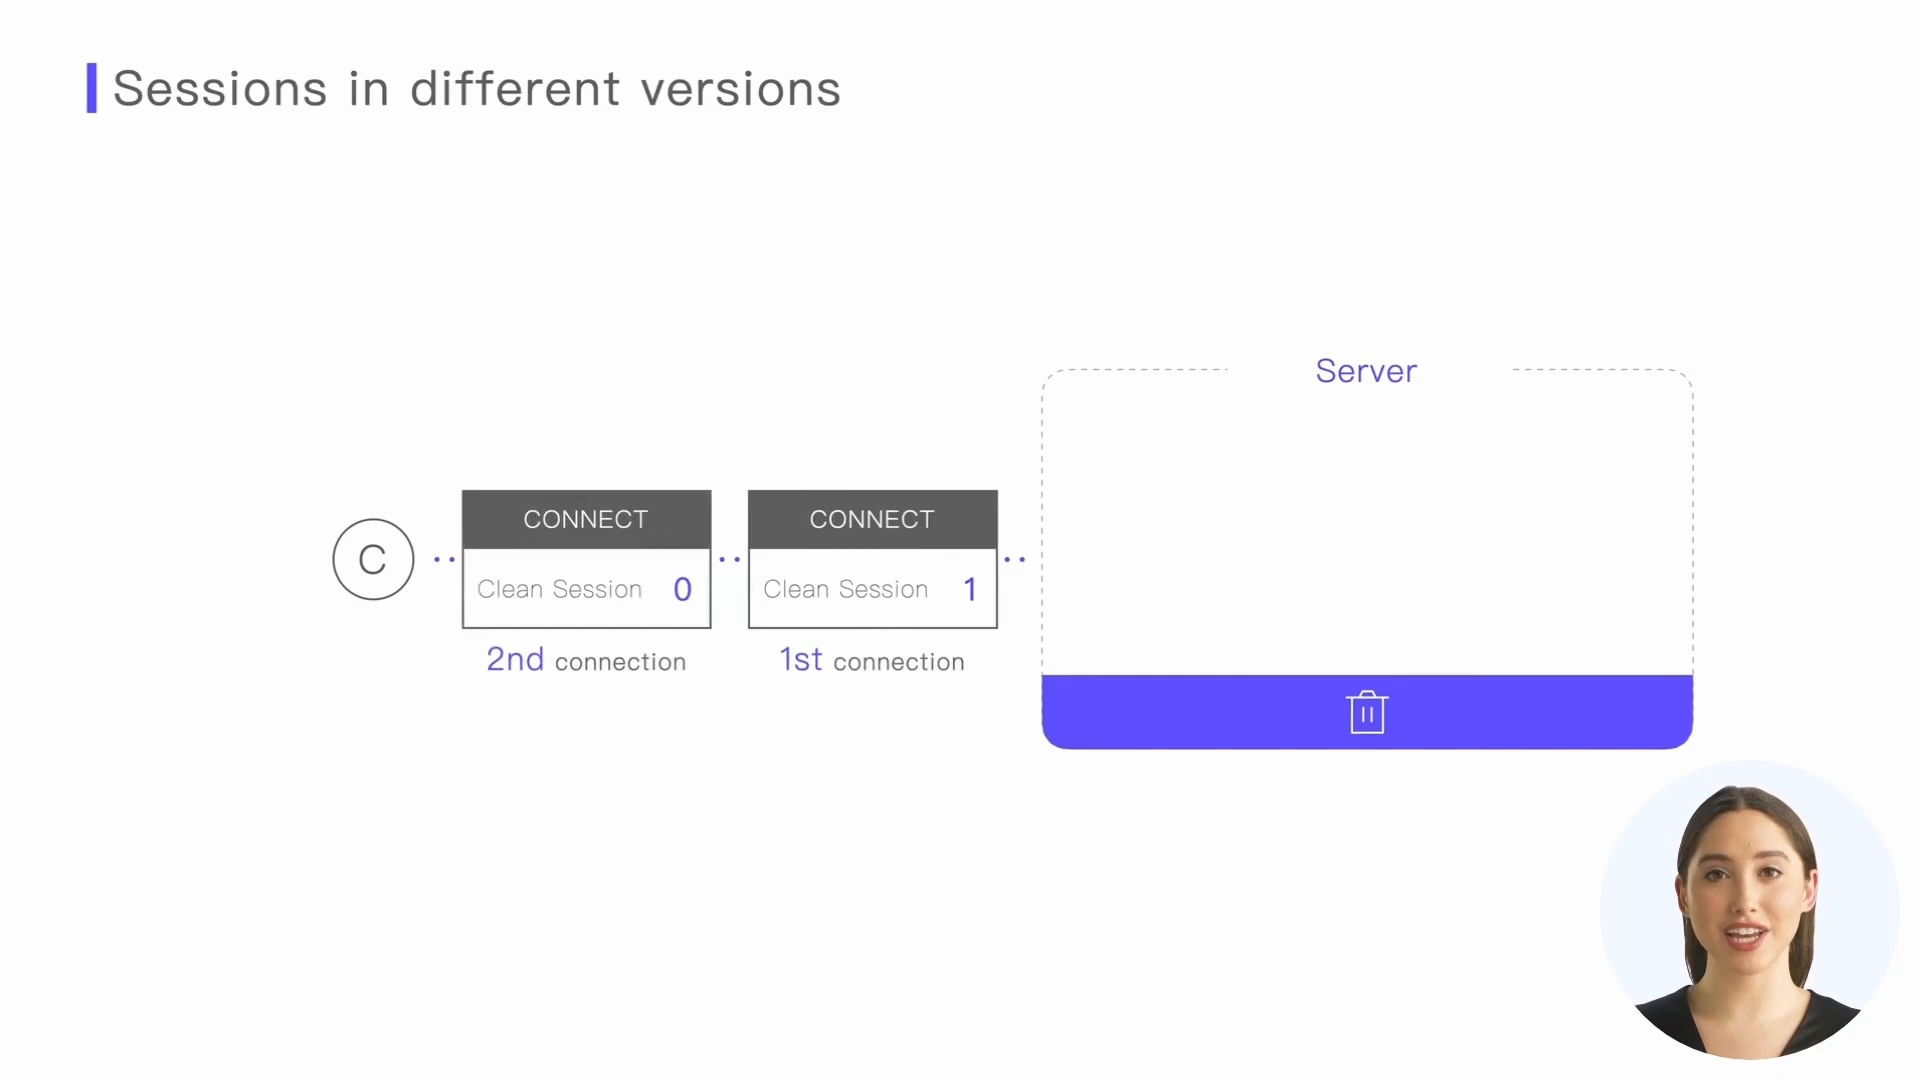 Sessions in different versions
Server
C
CONNECT
Clean Session 0
2nd connection
CONNECT
Clean Session 1
1st connection